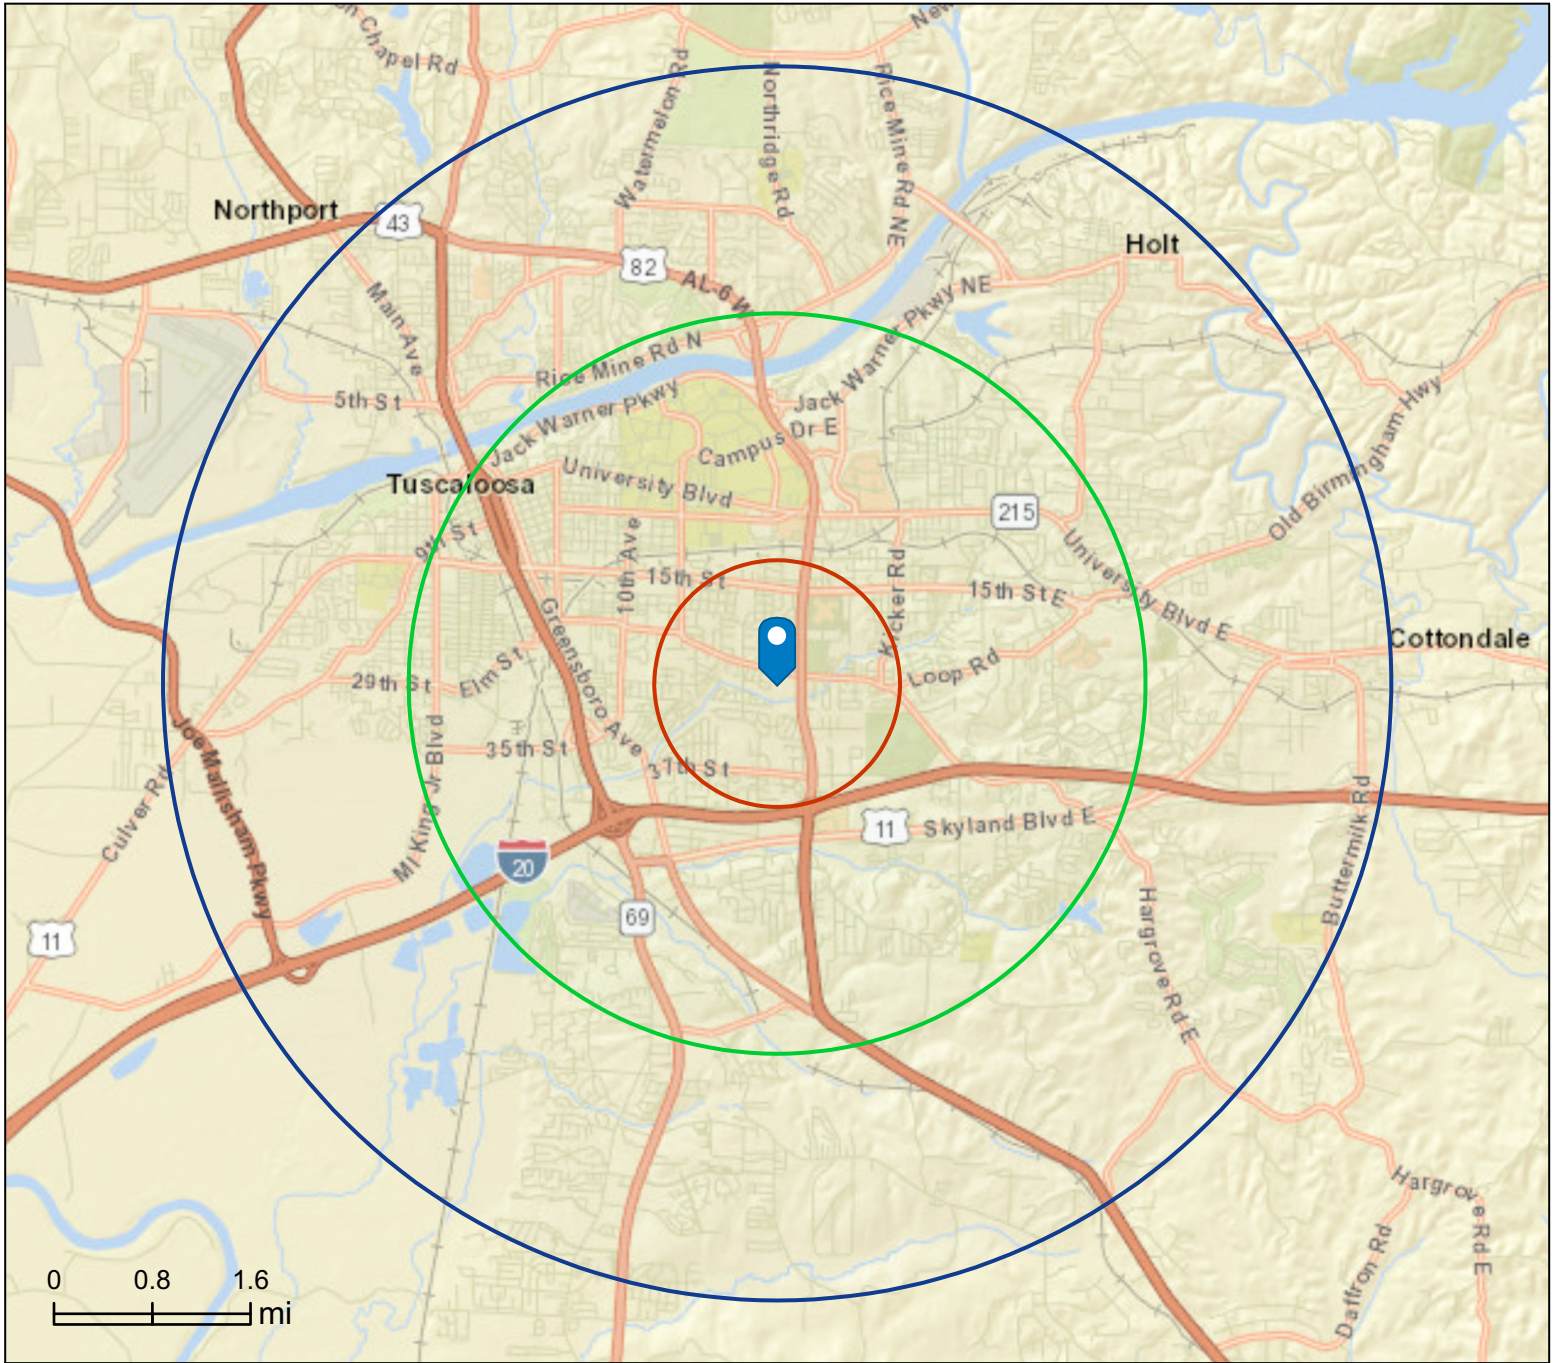 n Chapel Rd
New
Watermelon Rd
Northridge Rd
Rice Mine Rd NE
Northport
43
82
AL-6 W
Holt
Main Ave
Jack Warner Pkwy NE
Rice Mine Rd N
5th St
Jack Warner Pkwy
Campus Dr E
Tuscaloosa
University Blvd
215
Old Birmingham Hwy
9th St
10th Ave
15th St
Kicker Rd
15th St E
University Blvd E
Cottondale
Greensboro Ave
29th St
Elm St
Loop Rd
35th St
37th St
Joe Mallisham Pkwy
Culver Rd
Ml King Jr Blvd
20
11
Skyland Blvd E
Buttermilk Rd
69
11
Hargrove Rd E
Hargrove Rd E
Daffron Rd
0 0.8 1.6
mi